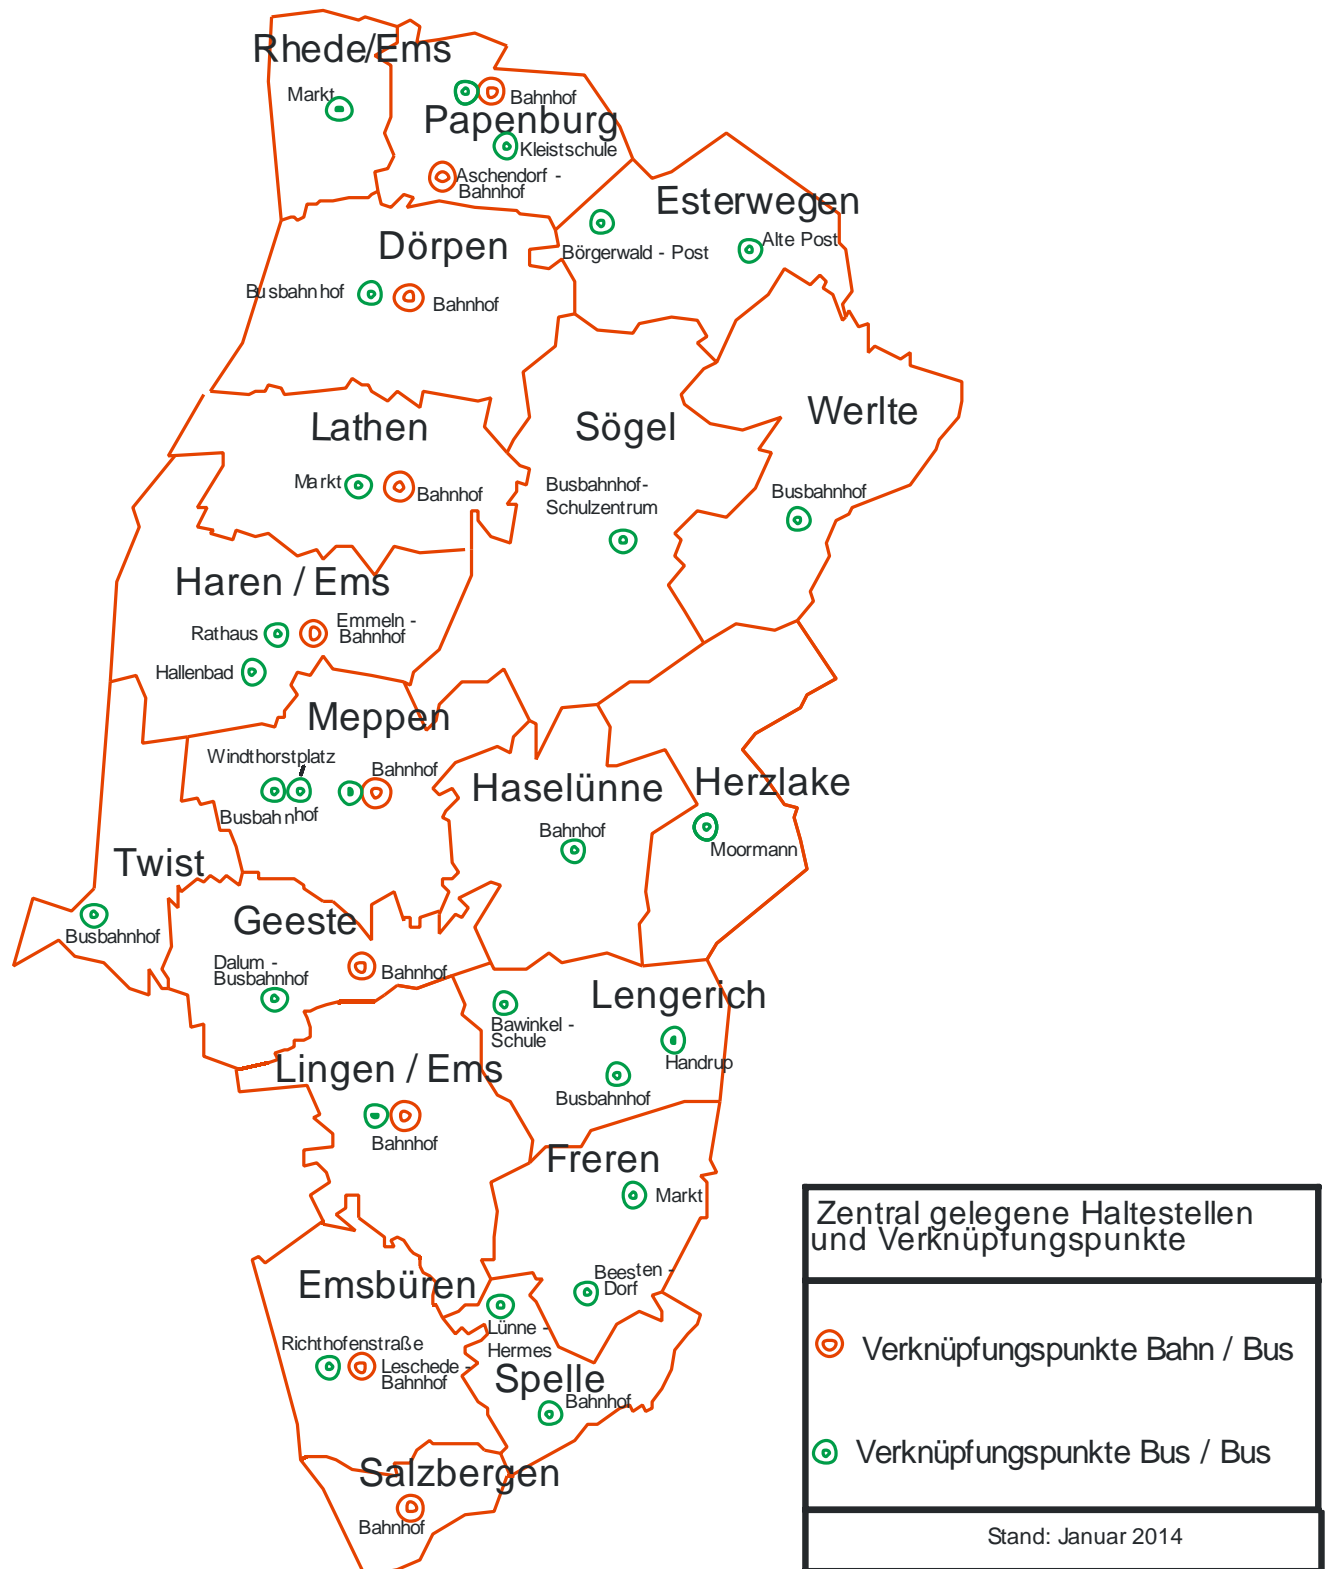 Rhede/Ems
Markt
Bahnhof
Papenburg
Kleistschule
Aschendorf -
Bahnhof
Esterwegen
Alte Post
Börgerwald - Post
Dörpen
Busbahnhof
Bahnhof
Lathen
Markt
Bahnhof
Sögel
Busbahnhof-
Schulzentrum
Werlte
Busbahnhof
Haren / Ems
Rathaus
Emmeln -
Bahnhof
Hallenbad
Meppen
Windthorstplatz
Bahnhof
Busbahnhof
Haselünne
Bahnhof
Herzlake
Moormann
Twist
Busbahnhof
Geeste
Dalum -
Busbahnhof
Bahnhof
Lengerich
Bawinkel -
Schule
Handrup
Busbahnhof
Lingen / Ems
Bahnhof
Freren
Markt
Beesten -
Dorf
Emsbüren
Richthofenstraße
Leschede -
Bahnhof
Lünne -
Hermes
Spelle
Bahnhof
Salzbergen
Bahnhof
Zentral gelegene Haltestellen
und Verknüpfungspunkte
Verknüpfungspunkte Bahn / Bus
Verknüpfungspunkte Bus / Bus
Stand: Januar 2014